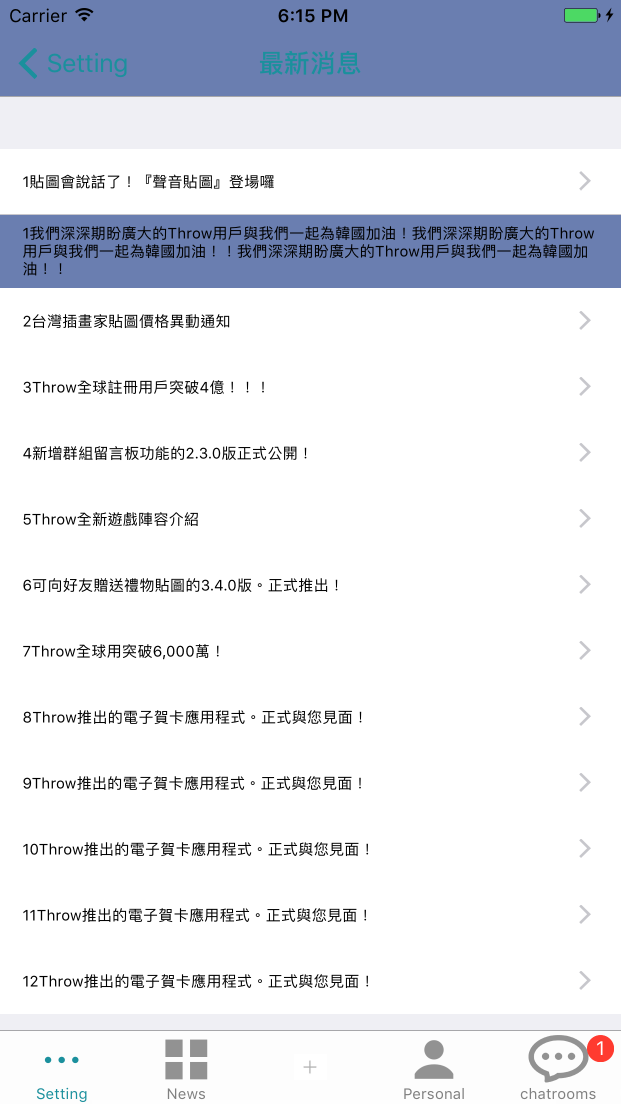 Carrier 6:15 PM
Setting 最新消息
1貼圖會說話了！『聲音貼圖』登場囉
1我們深深期盼廣大的Throw用戶與我們一起為韓國加油！我們深深期盼廣大的Throw
用戶與我們一起為韓國加油！！我們深深期盼廣大的Throw用戶與我們一起為韓國加
油！！
2台灣插畫家貼圖價格異動通知
3Throw全球註冊用戶突破4億！！！
4新增群組留言板功能的2.3.0版正式公開！
5Throw全新遊戲陣容介紹
6可向好友贈送禮物貼圖的3.4.0版。正式推出！
7Throw全球用突破6,000萬！
8Throw推出的電子賀卡應用程式。正式與您見面！
9Throw推出的電子賀卡應用程式。正式與您見面！
10Throw推出的電子賀卡應用程式。正式與您見面！
11Throw推出的電子賀卡應用程式。正式與您見面！
12Throw推出的電子賀卡應用程式。正式與您見面！
1
Setting News Personal chatrooms